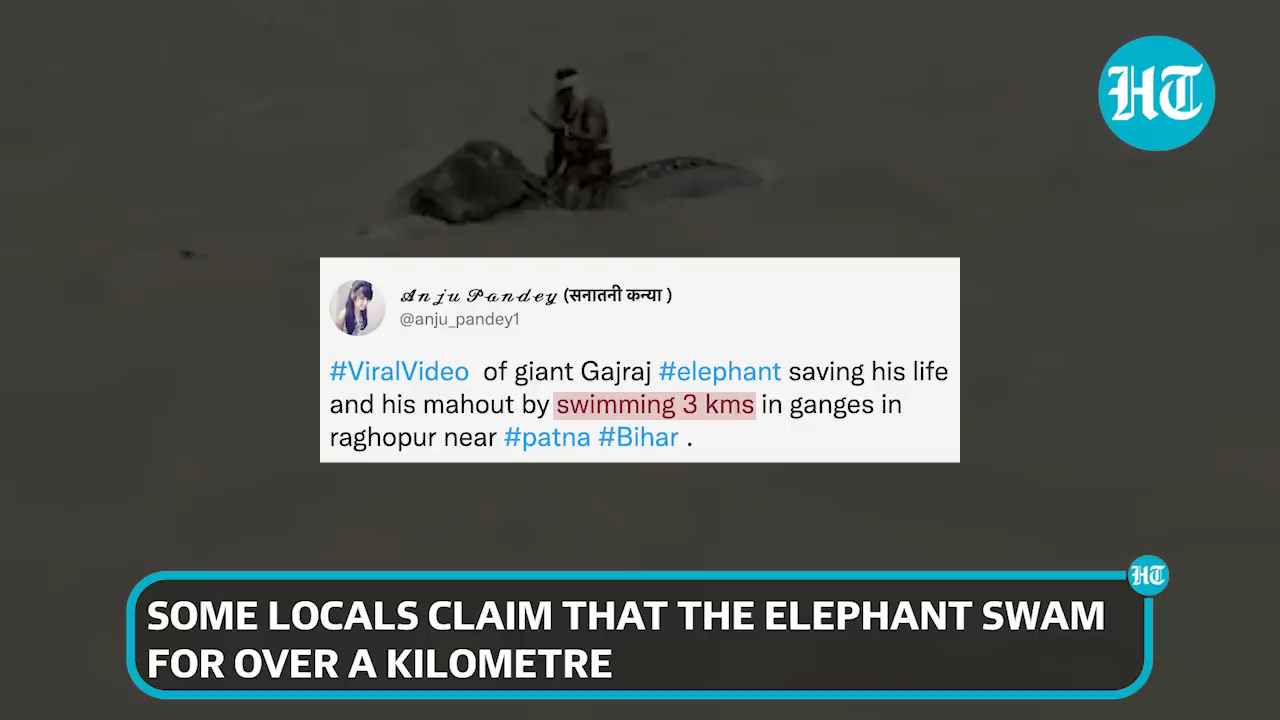 HT
𝓐𝓷𝓳𝓾 𝓟𝓪𝓷𝓭𝓮𝔂 (सनातनी कन्या )
@anju_pandey1
#ViralVideo of giant Gajraj #elephant saving his life
and his mahout by swimming 3 kms in ganges in
raghopur near #patna #Bihar .
HT
SOME LOCALS CLAIM THAT THE ELEPHANT SWAM
FOR OVER A KILOMETRE